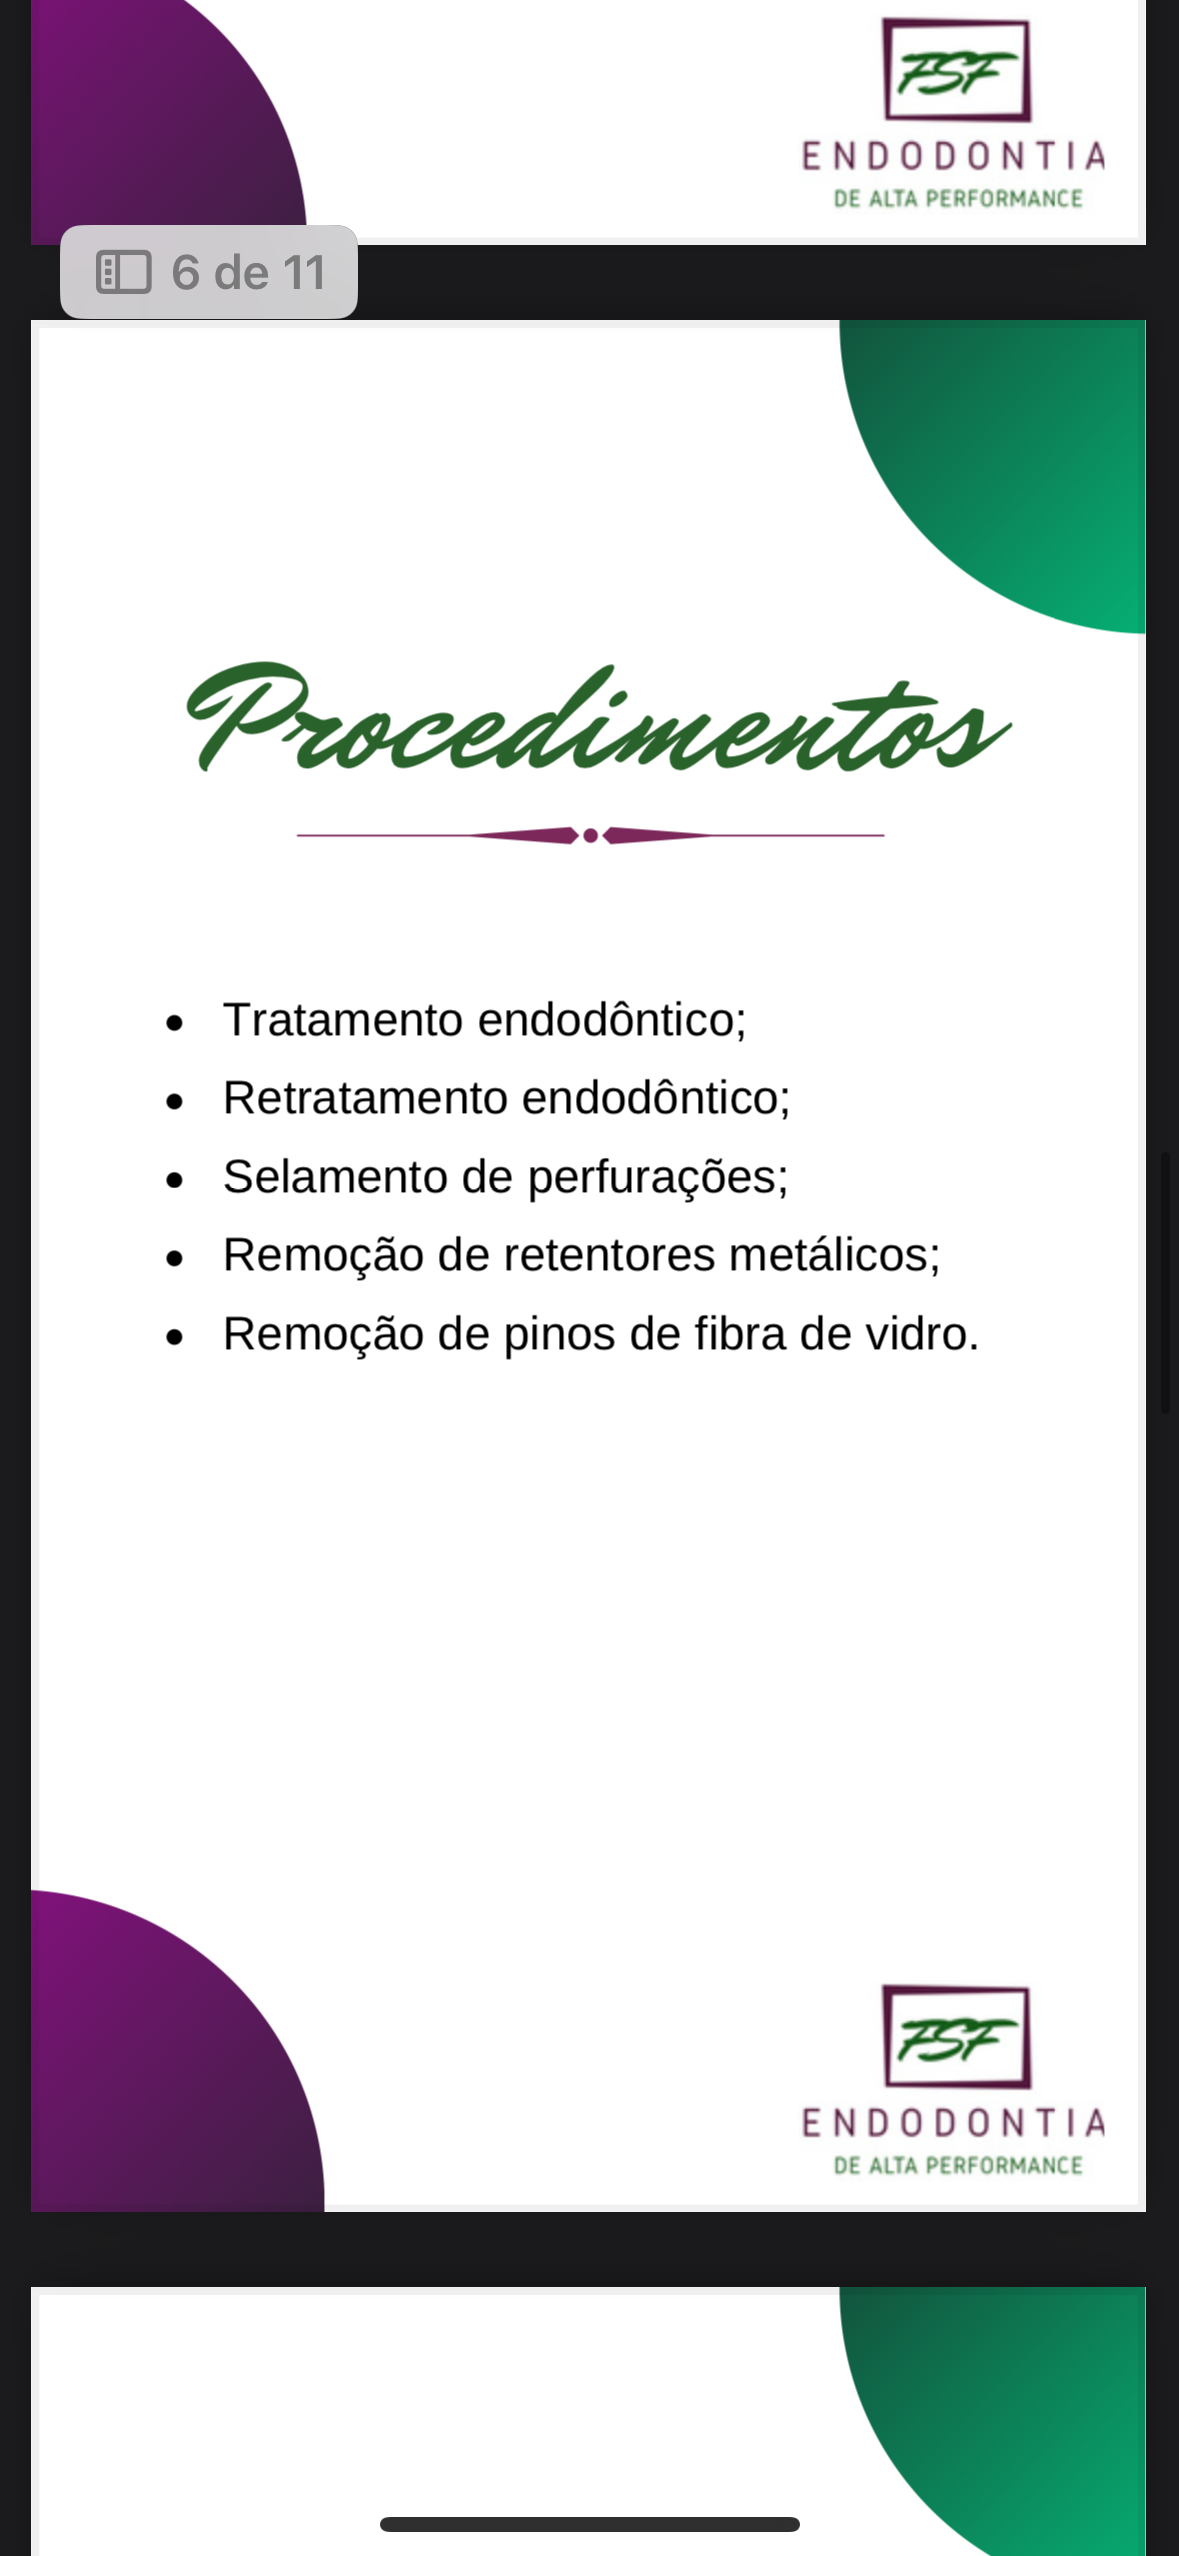 FSF
ENDODONTIA
DE ALTA PERFORMANCE
6 de 11
Procedimentos
• Tratamento endodôntico;
• Retratamento endodôntico;
• Selamento de perfurações;
• Remoção de retentores metálicos;
• Remoção de pinos de fibra de vidro.
FSF
ENDODONTIA
DE ALTA PERFORMANCE